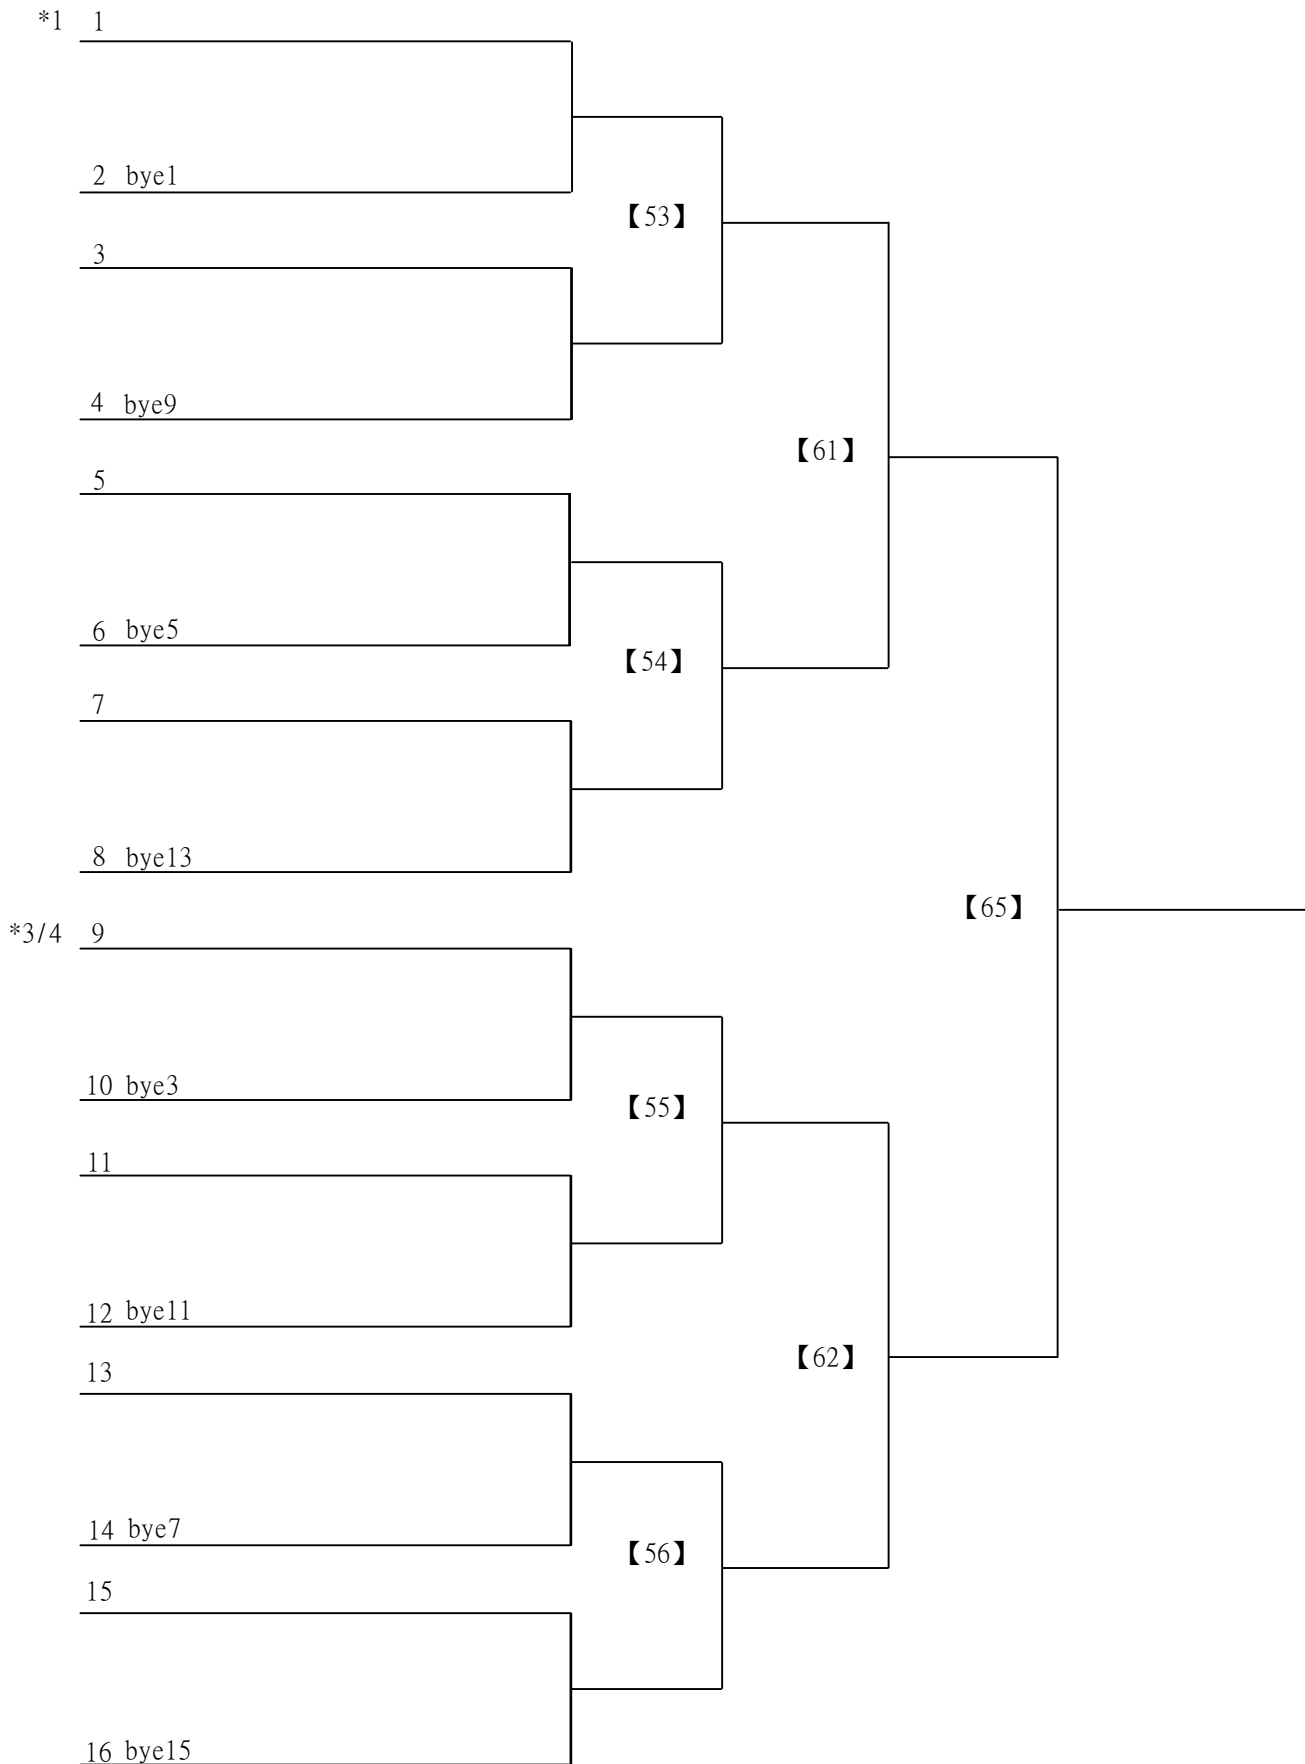 *1 1
2 bye1
【53】
3
4 bye9
【61】
5
6 bye5
【54】
7
8 bye13
【65】
*3/4 9
10 bye3
【55】
11
12 bye11
【62】
13
14 bye7
【56】
15
16 bye15